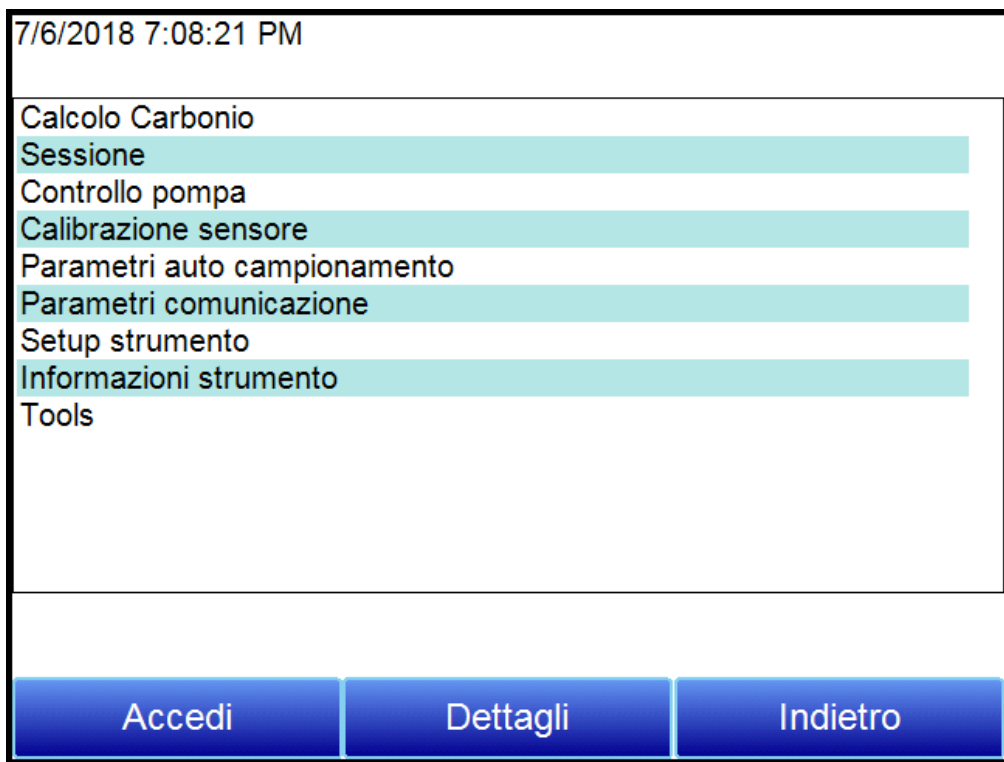 7/6/2018 7:08:21 PM
Calcolo Carbonio
Sessione
Controllo pompa
Calibrazione sensore
Parametri auto campionamento
Parametri comunicazione
Setup strumento
Informazioni strumento
Tools
Accedi
Dettagli
Indietro